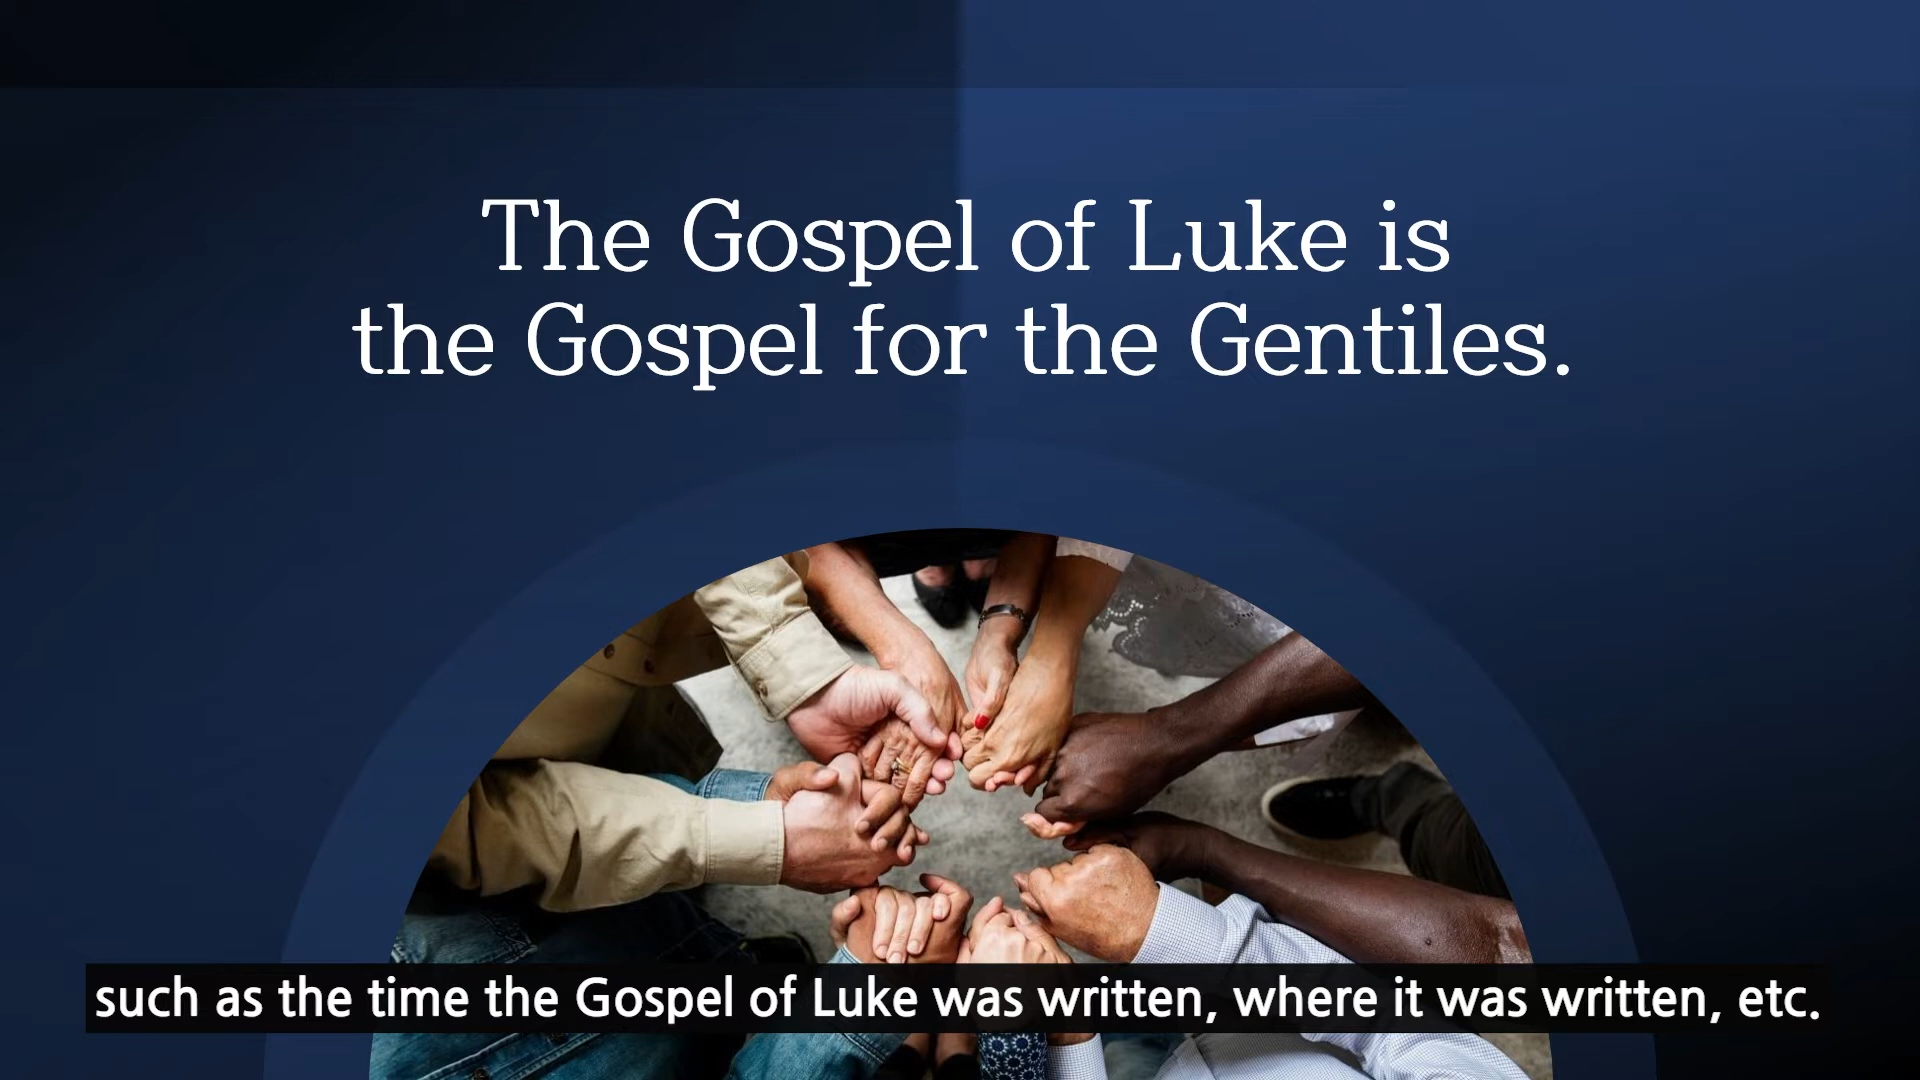 The Gospel of Luke is
the Gospel for the Gentiles.
such as the time the Gospel of Luke was written, where it was written, etc.